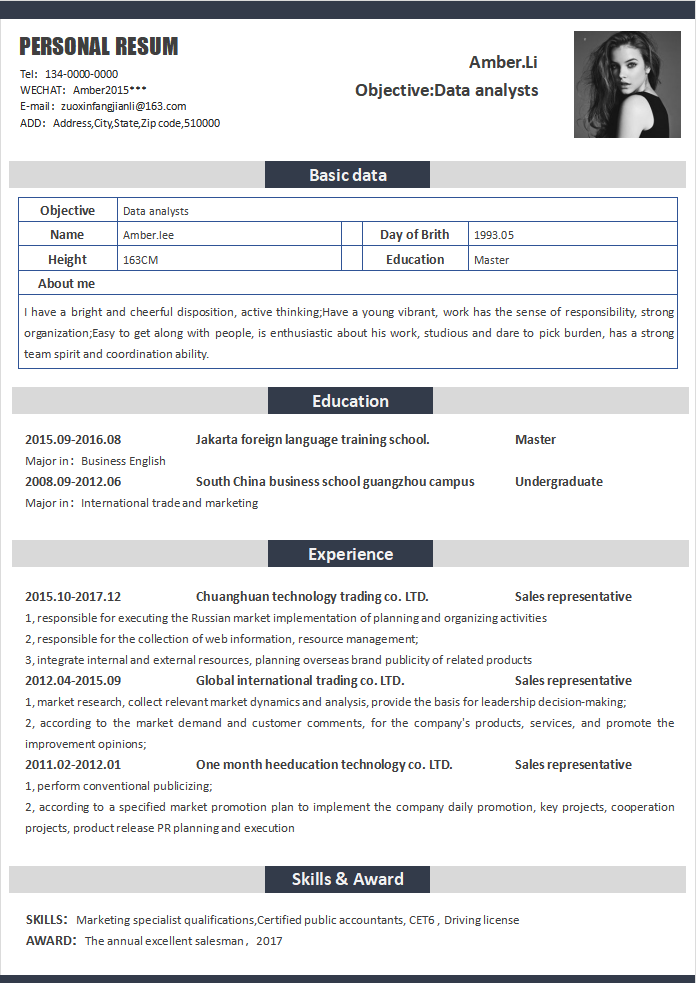 PERSONAL RESUM
Tel：134-0000-0000
WECHAT：Amber2015***
E-mail：zuoxinfangjianli@163.com
ADD：Address,City,State,Zip code,510000
Amber.Li
Objective:Data analysts
Basic data
Objective Data analysts
Name Amber.lee Day of Brith 1993.05
Height 163CM Education Master
About me
I have a bright and cheerful disposition, active thinking;Have a young vibrant, work has the sense of responsibility, strong
organization;Easy to get along with people, is enthusiastic about his work, studious and dare to pick burden, has a strong
team spirit and coordination ability.
Education
2015.09-2016.08 Jakarta foreign language training school. Master
Major in：Business English
2008.09-2012.06 South China business school guangzhou campus Undergraduate
Major in：International trade and marketing
Experience
2015.10-2017.12 Chuanghuan technology trading co. LTD. Sales representative
1, responsible for executing the Russian market implementation of planning and organizing activities
2, responsible for the collection of web information, resource management;
3, integrate internal and external resources, planning overseas brand publicity of related products
2012.04-2015.09 Global international trading co. LTD. Sales representative
1, market research, collect relevant market dynamics and analysis, provide the basis for leadership decision-making;
2, according to the market demand and customer comments, for the company's products, services, and promote the
improvement opinions;
2011.02-2012.01 One month heeducation technology co. LTD. Sales representative
1, perform conventional publicizing;
2, according to a specified market promotion plan to implement the company daily promotion, key projects, cooperation
projects, product release PR planning and execution
Skills & Award
SKILLS：Marketing specialist qualifications,Certified public accountants, CET6 , Driving license
AWARD：The annual excellent salesman，2017